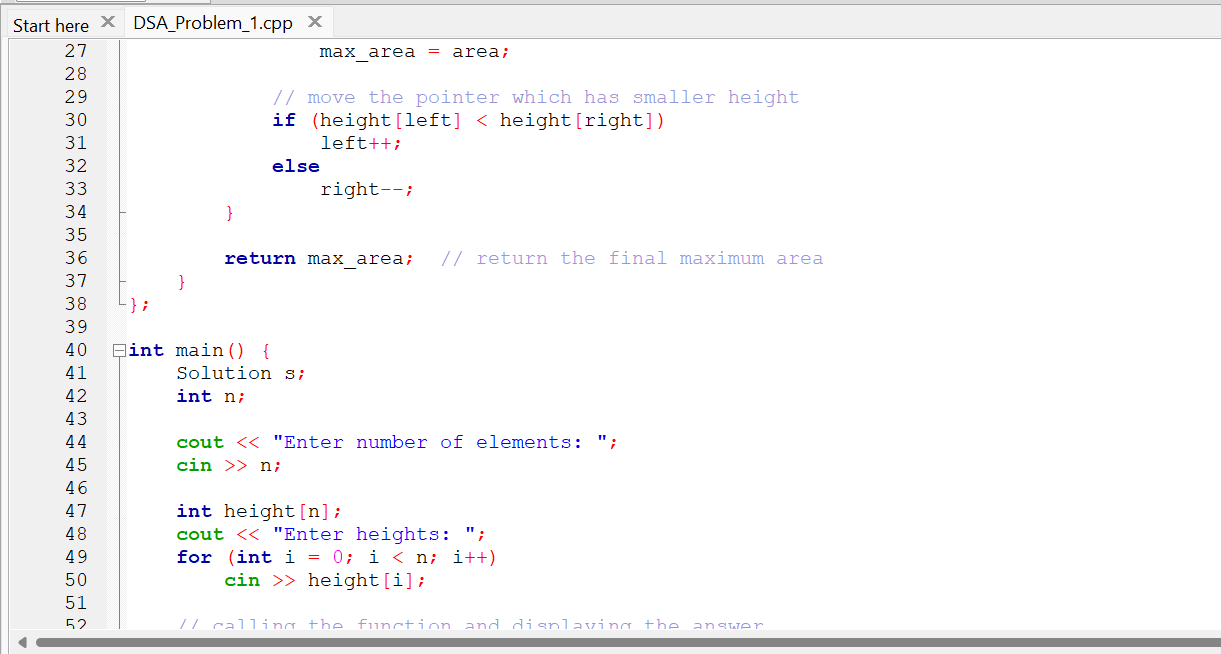 Start here × DSA_Problem_1.cpp ×
27 max_area = area;
28
29 // move the pointer which has smaller height
30 if (height[left] < height[right])
31 left++;
32 else
33 right--;
34 }
35
36 return max_area; // return the final maximum area
37 }
38 };
39
40 int main() {
41 Solution s;
42 int n;
43
44 cout << "Enter number of elements: ";
45 cin >> n;
46
47 int height[n];
48 cout << "Enter heights: ";
49 for (int i = 0; i < n; i++)
50 cin >> height[i];
51
52 // calling the function and displaying the answer